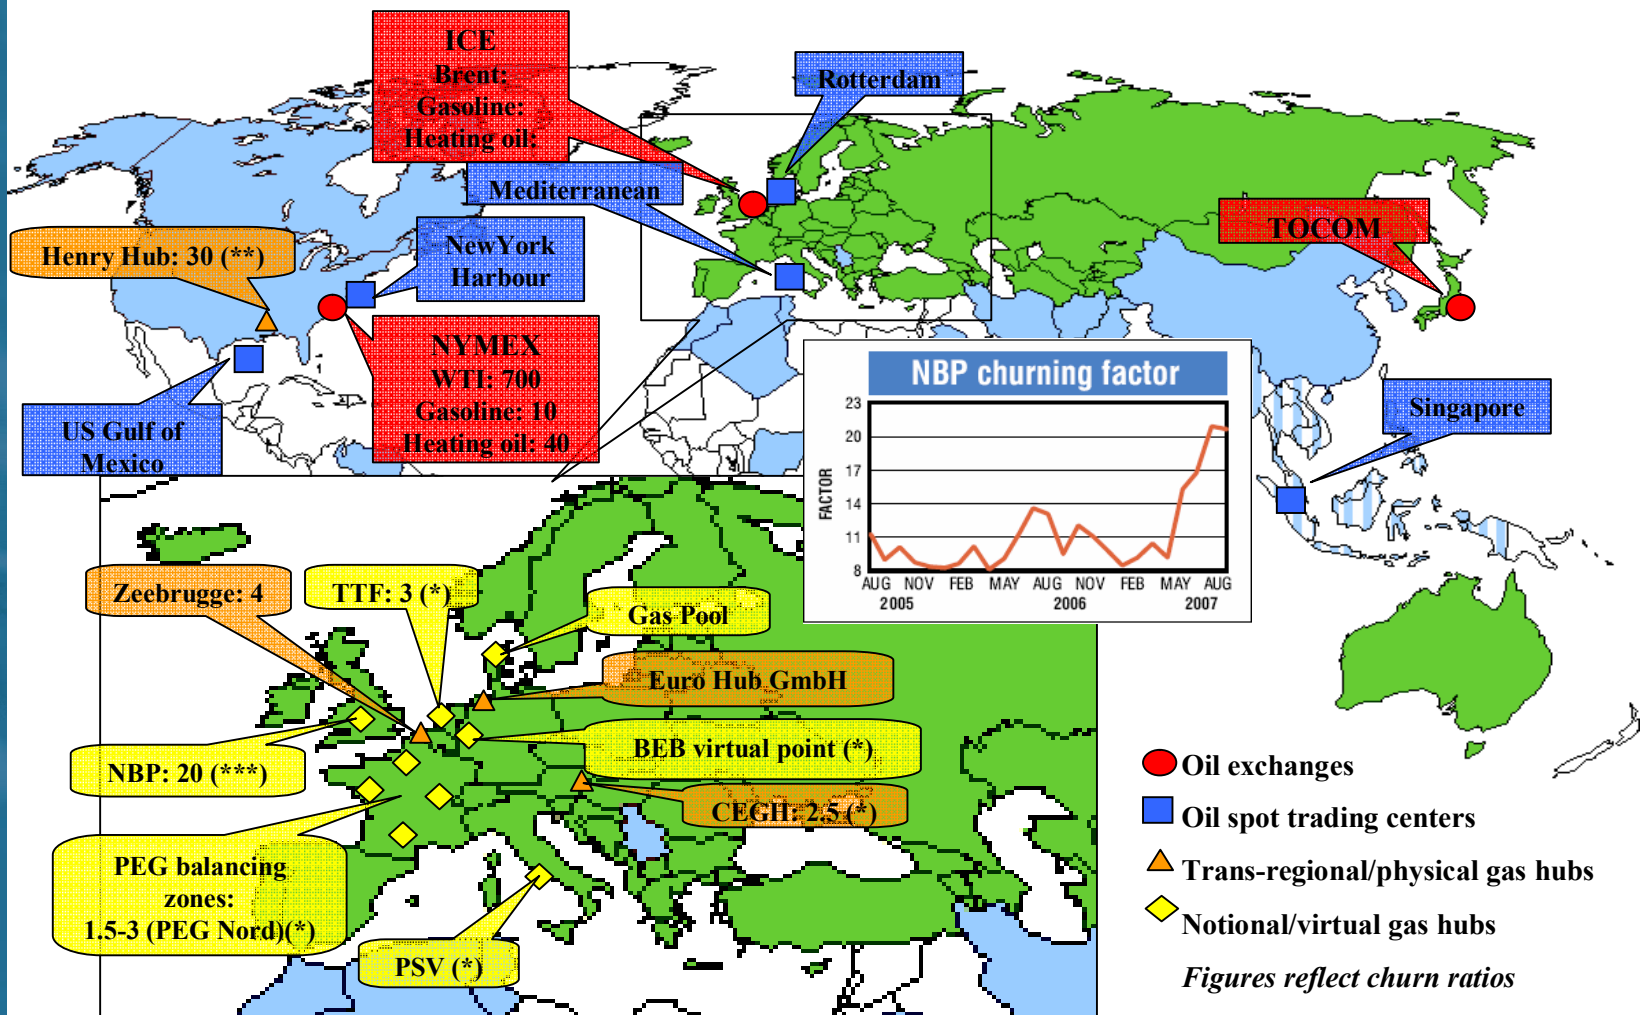 ICE
Brent:
Gasoline:
Heating oil:
Rotterdam
Mediterranean
Henry Hub: 30 (**)
NewYork
Harbour
TOCOM
NYMEX
WTI: 700
Gasoline: 10
Heating oil: 40
US Gulf of
Mexico
Singapore
NBP churning factor
FACTOR
23
20
17
14
11
8
AUG NOV FEB MAY AUG NOV FEB MAY AUG
2005 2006 2007
Zeebrugge: 4
TTF: 3 (*)
Gas Pool
Euro Hub GmbH
BEB virtual point (*)
NBP: 20 (***)
CEGH: 2.5 (*)
PEG balancing
zones:
1.5-3 (PEG Nord)(*)
PSV (*)
Oil exchanges
Oil spot trading centers
Trans-regional/physical gas hubs
Notional/virtual gas hubs
Figures reflect churn ratios